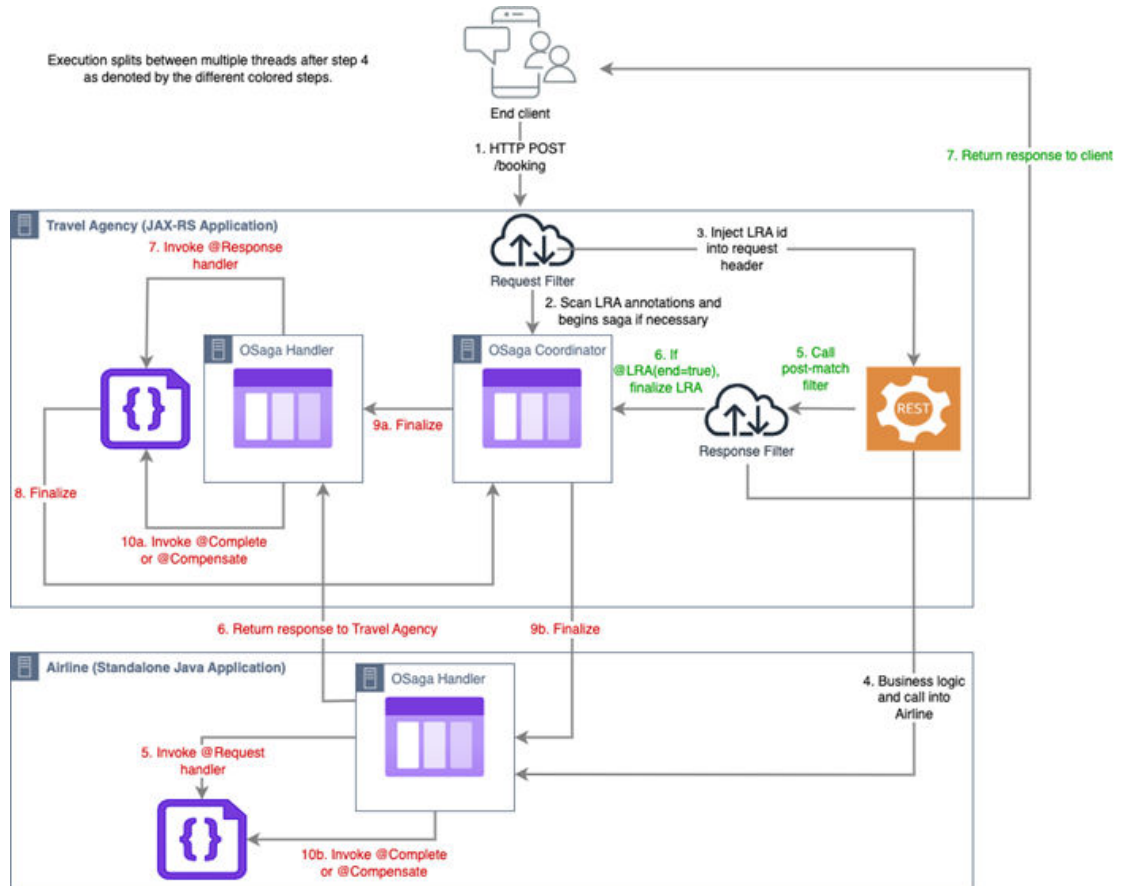 Execution splits between multiple threads after step 4
as denoted by the different colored steps.
End client
1. HTTP POST
/booking
7. Return response to client
Travel Agency (JAX-RS Application)
7. Invoke @Response
handler
Request Filter
3. Inject LRA id
into request
header
2. Scan LRA annotations and
begins saga if necessary
OSaga Handler
OSaga Coordinator
6. If
@LRA(end=true),
finalize LRA
5. Call
post-match
filter
{}
REST
9a. Finalize
Response Filter
8. Finalize
10a. Invoke @Complete
or @Compensate
6. Return response to Travel Agency
9b. Finalize
Airline (Standalone Java Application)
OSaga Handler
4. Business logic
and call into
Airline
5. Invoke @Request
handler
{}
10b. Invoke @Complete
or @Compensate